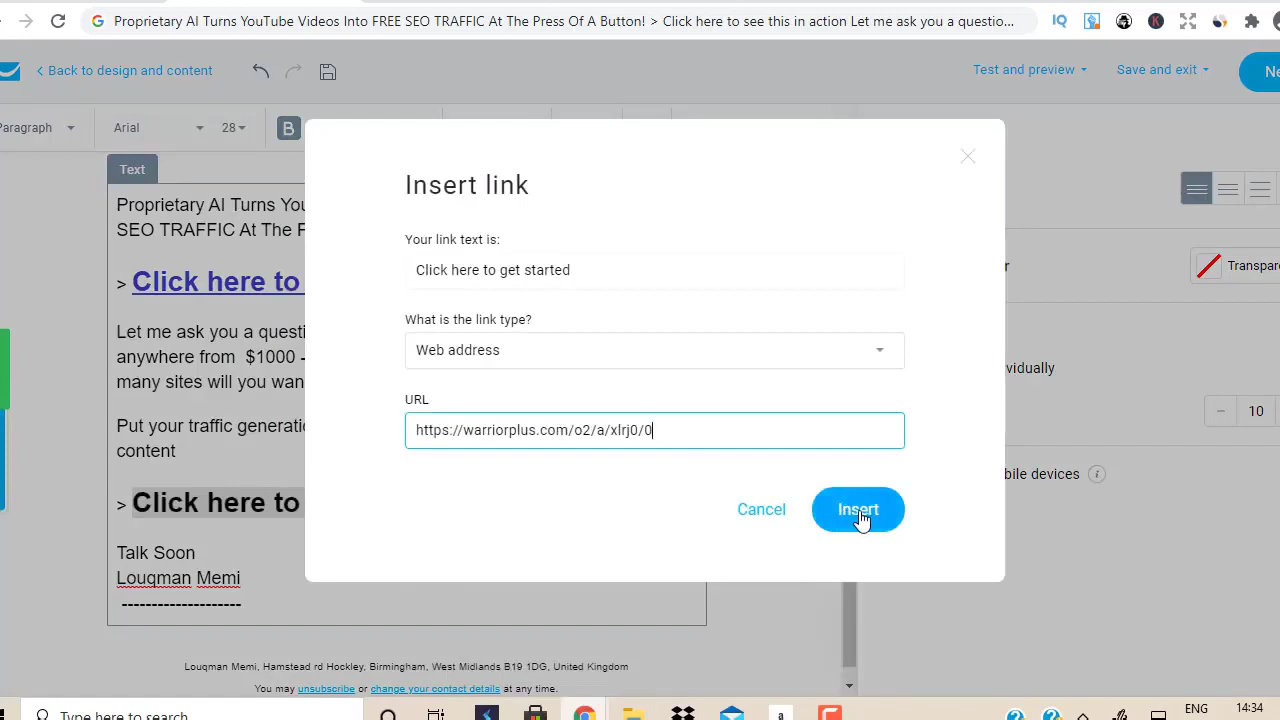 Proprietary AI Turns YouTube Videos Into FREE SEO TRAFFIC At The Press Of A Button! > Click here to see this in action Let me ask you a questio...
Back to design and content
Test and preview
Save and exit
Ne
Paragraph
Arial
28
B
Text
Proprietary AI Turns You
SEO TRAFFIC At The F
> Click here to
Let me ask you a questi
anywhere from $1000 -
many sites will you wan
Put your traffic generati
content
> Click here to
Talk Soon
Louqman Memi
--------------------
Insert link
Your link text is:
Click here to get started
What is the link type?
Web address
URL
https://warriorplus.com/o2/a/xlrj0/0
Cancel
Insert
r
Transpare
vidually
10
bile devices
Louqman Memi, Hamstead rd Hockley, Birmingham, West Midlands B19 1DG, United Kingdom
You may unsubscribe or change your contact details at any time.
Type here to search
ENG
14:34